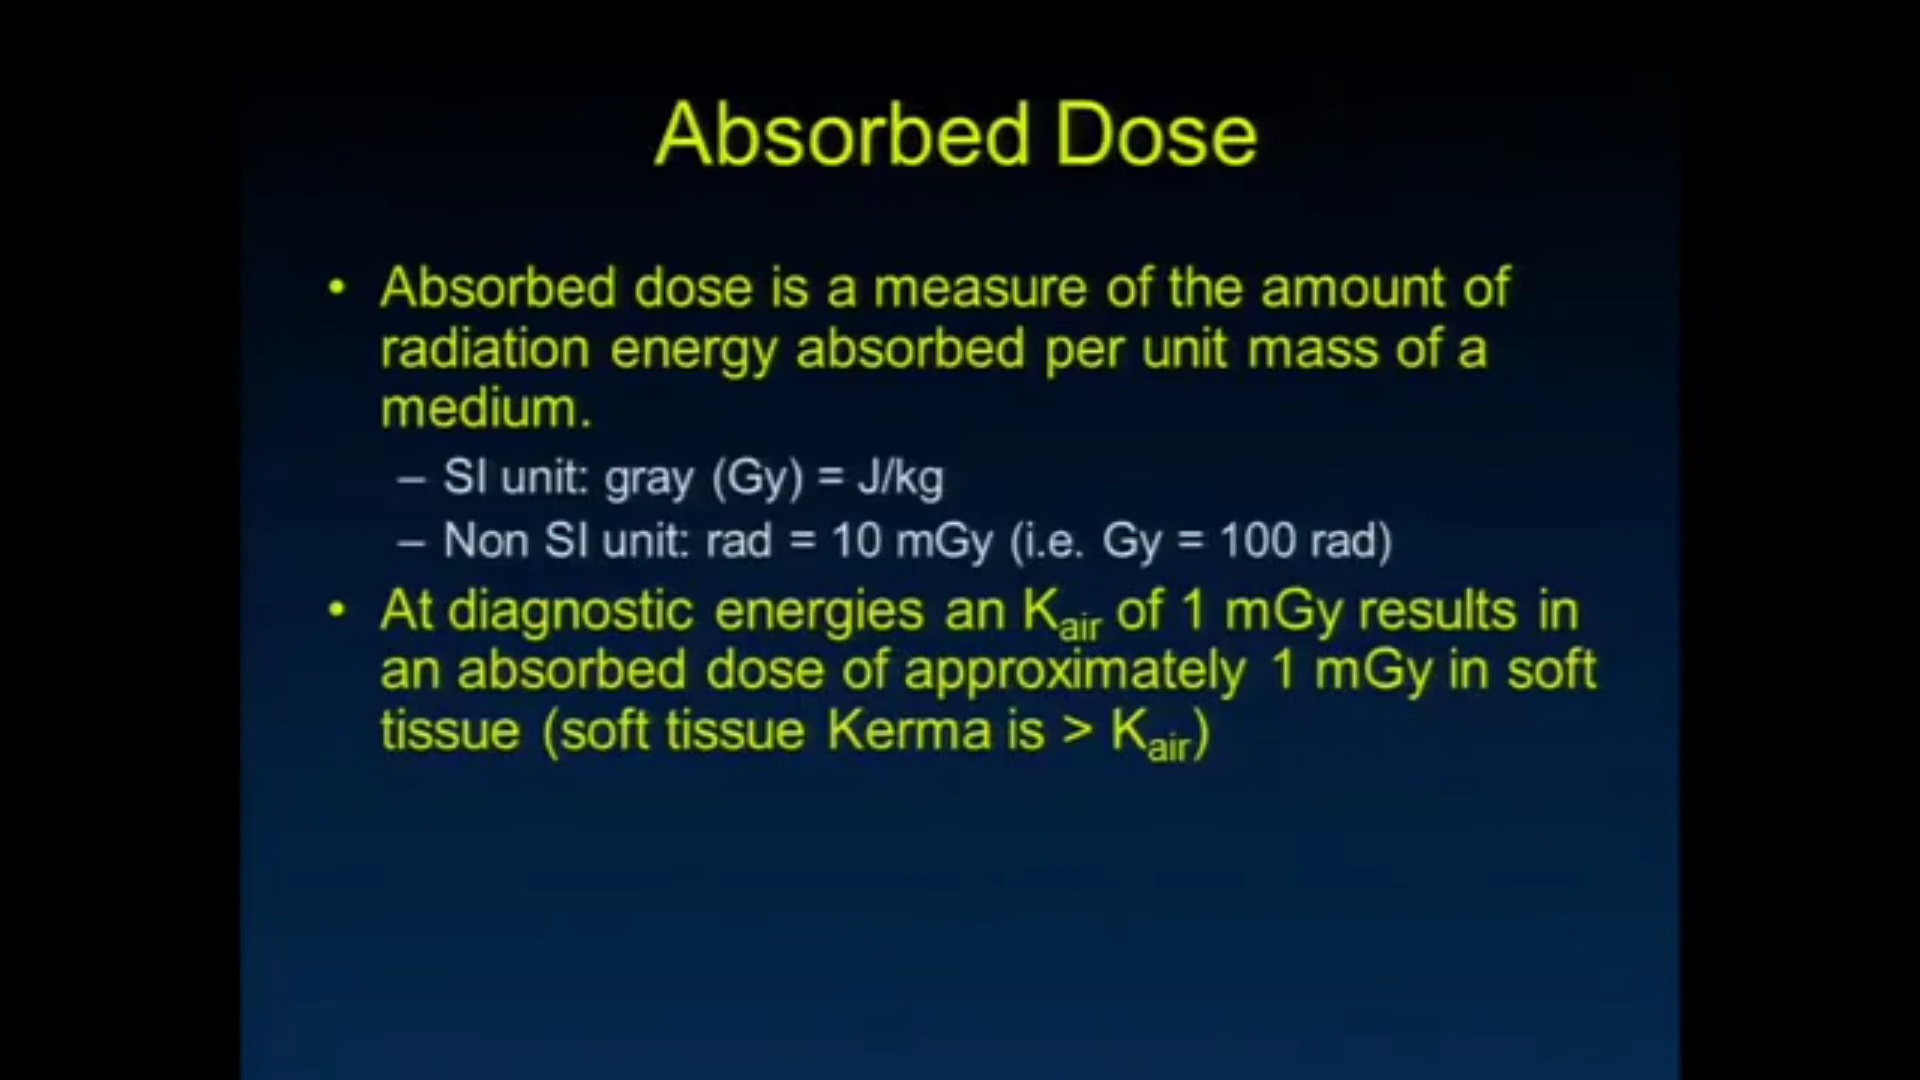 Absorbed Dose
• Absorbed dose is a measure of the amount of
radiation energy absorbed per unit mass of a
medium.
– SI unit: gray (Gy) = J/kg
– Non SI unit: rad = 10 mGy (i.e. Gy = 100 rad)
• At diagnostic energies an Kair of 1 mGy results in
an absorbed dose of approximately 1 mGy in soft
tissue (soft tissue Kerma is > Kair)